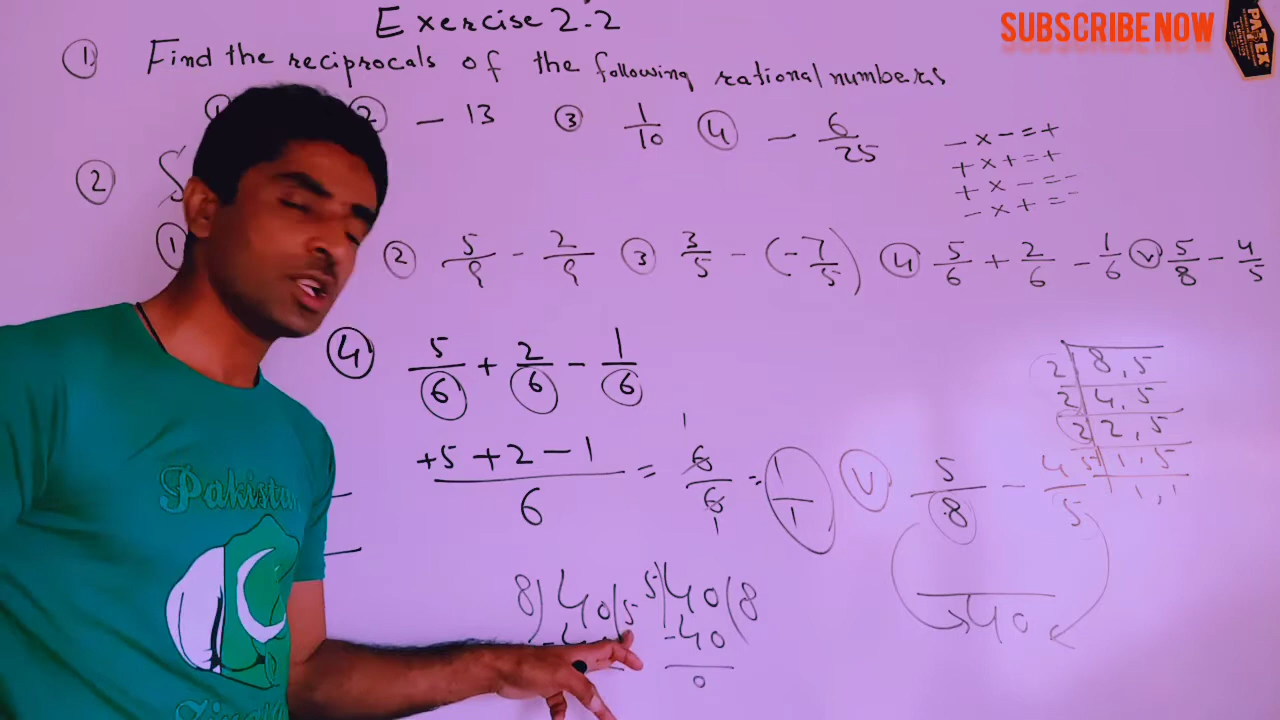 Exercise 2.2
SUBSCRIBE NOW
PATEX
① Find the reciprocals of the following rational numbers
① ② - 13 ③ 1/10 ④ - 6/25
- x - = +
+ x + = +
+ x - = -
- x + = -
② S
① ② 5/9 - 2/9 ③ 3/5 - (-7/5) ④ 5/6 + 2/6 - 1/6 ⓥ 5/8 - 4/5
④ 5/6 + 2/6 - 1/6
+5 + 2 - 1/6 = 6/6 = 1/1
1
1
ⓥ 5/8 - 4/5
40
2 | 8, 5
2 | 4, 5
2 | 2, 5
5 | 1, 5
1, 1
8) 40 (5
5) 40 (8
-40
0
Pakistan